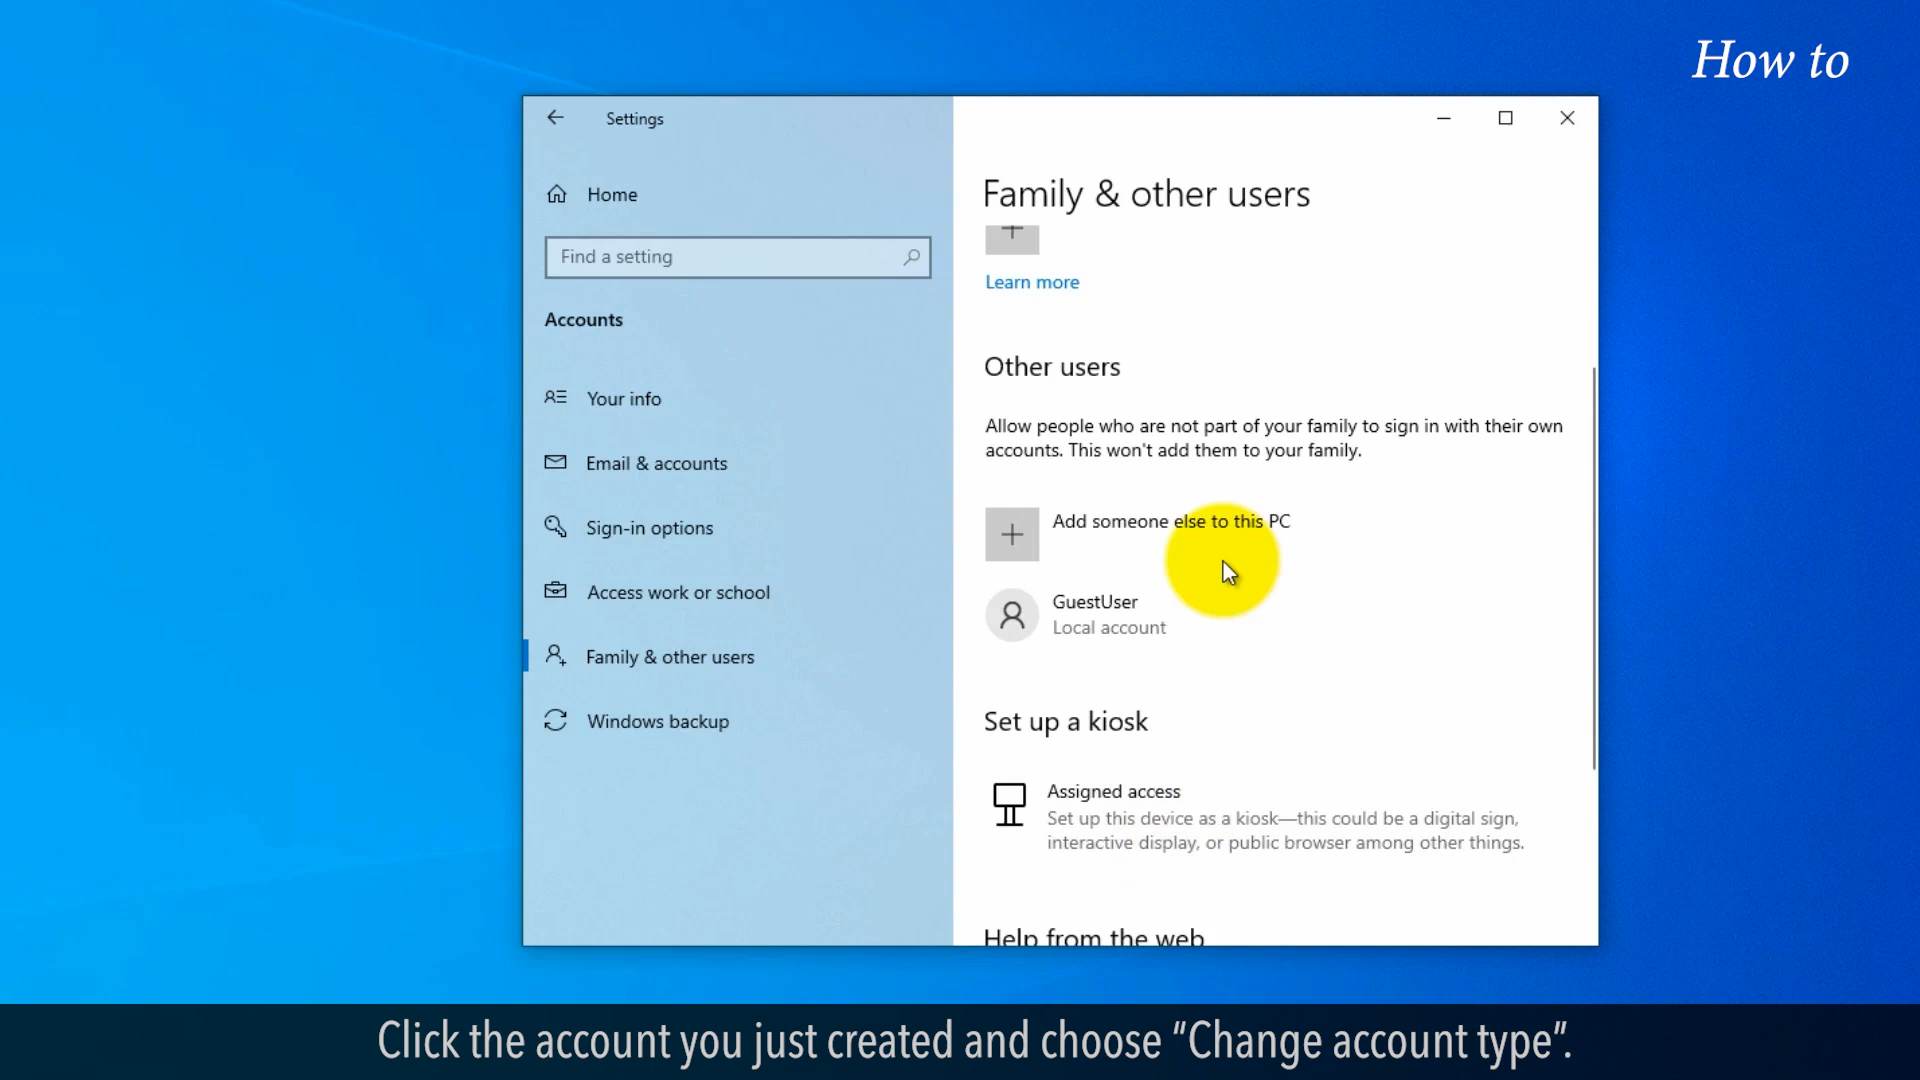 How to
Settings
Home
Find a setting
Accounts
Your info
Email & accounts
Sign-in options
Access work or school
Family & other users
Windows backup
Family & other users
Learn more
Other users
Allow people who are not part of your family to sign in with their own
accounts. This won't add them to your family.
Add someone else to this PC
GuestUser
Local account
Set up a kiosk
Assigned access
Set up this device as a kiosk—this could be a digital sign,
interactive display, or public browser among other things.
Help from the web
Click the account you just created and choose “Change account type”.